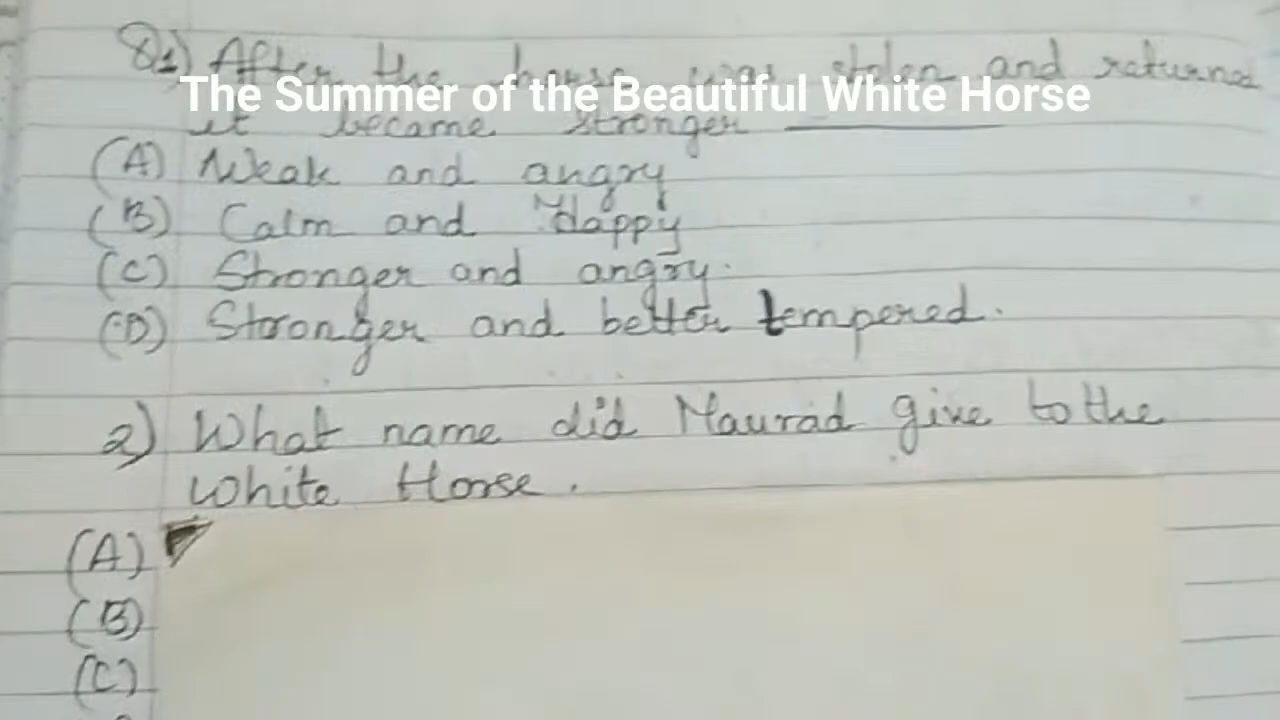 Q1) After the horse was stolen and returned
The Summer of the Beautiful White Horse
it became stronger
(A) Weak and angry
(B) Calm and Happy
(C) Stronger and angry.
(D) Stronger and better tempered.
2) What name did Maurad give to the
White Horse.
(A)
(B)
(C)